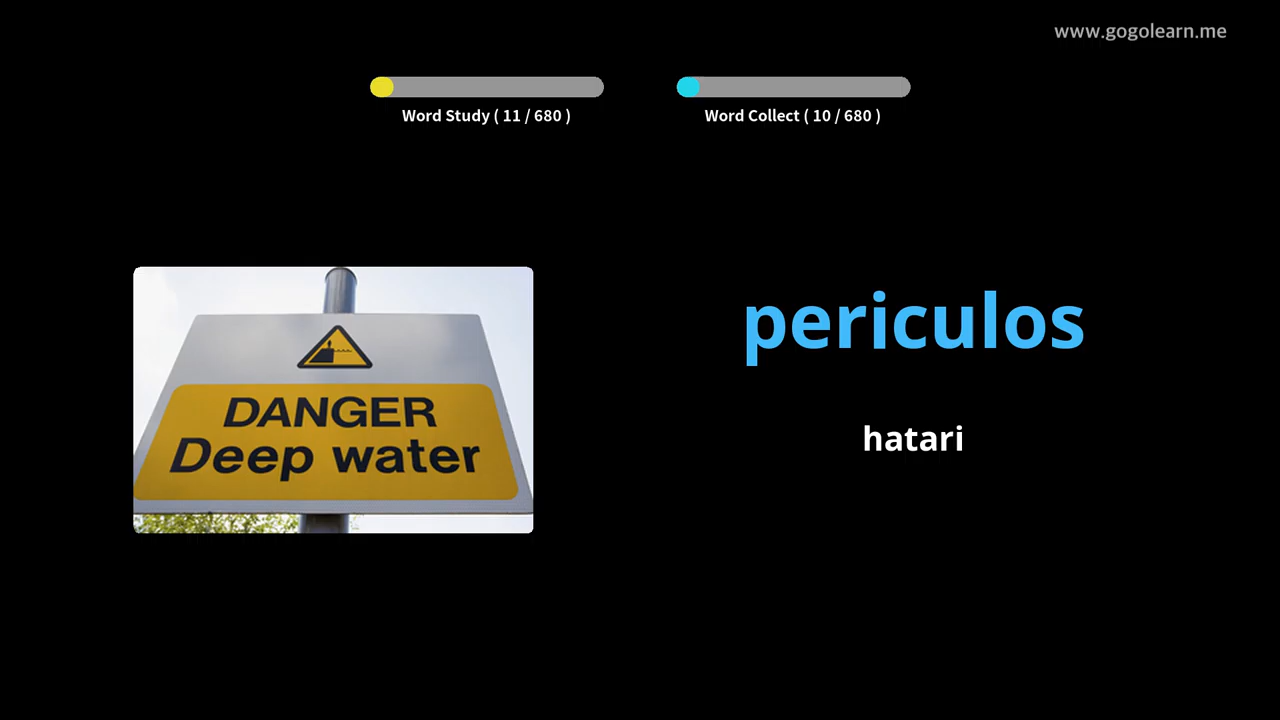 www.gogolearn.me
Word Study ( 11 / 680 )
Word Collect ( 10 / 680 )
DANGER
Deep water
periculos
hatari